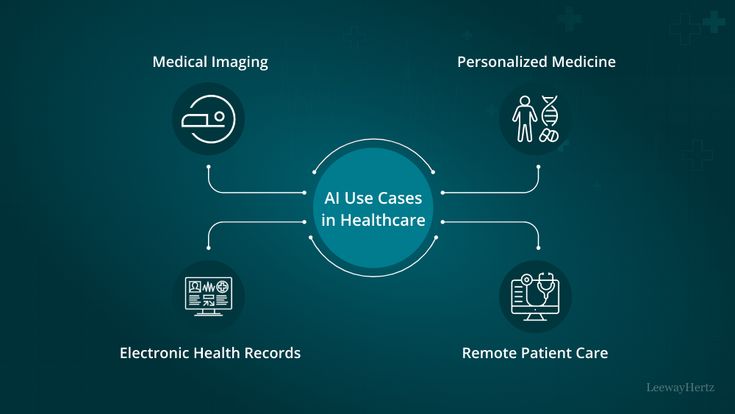 Medical Imaging
Personalized Medicine
AI Use Cases
in Healthcare
Electronic Health Records
Remote Patient Care
LeewayHertz